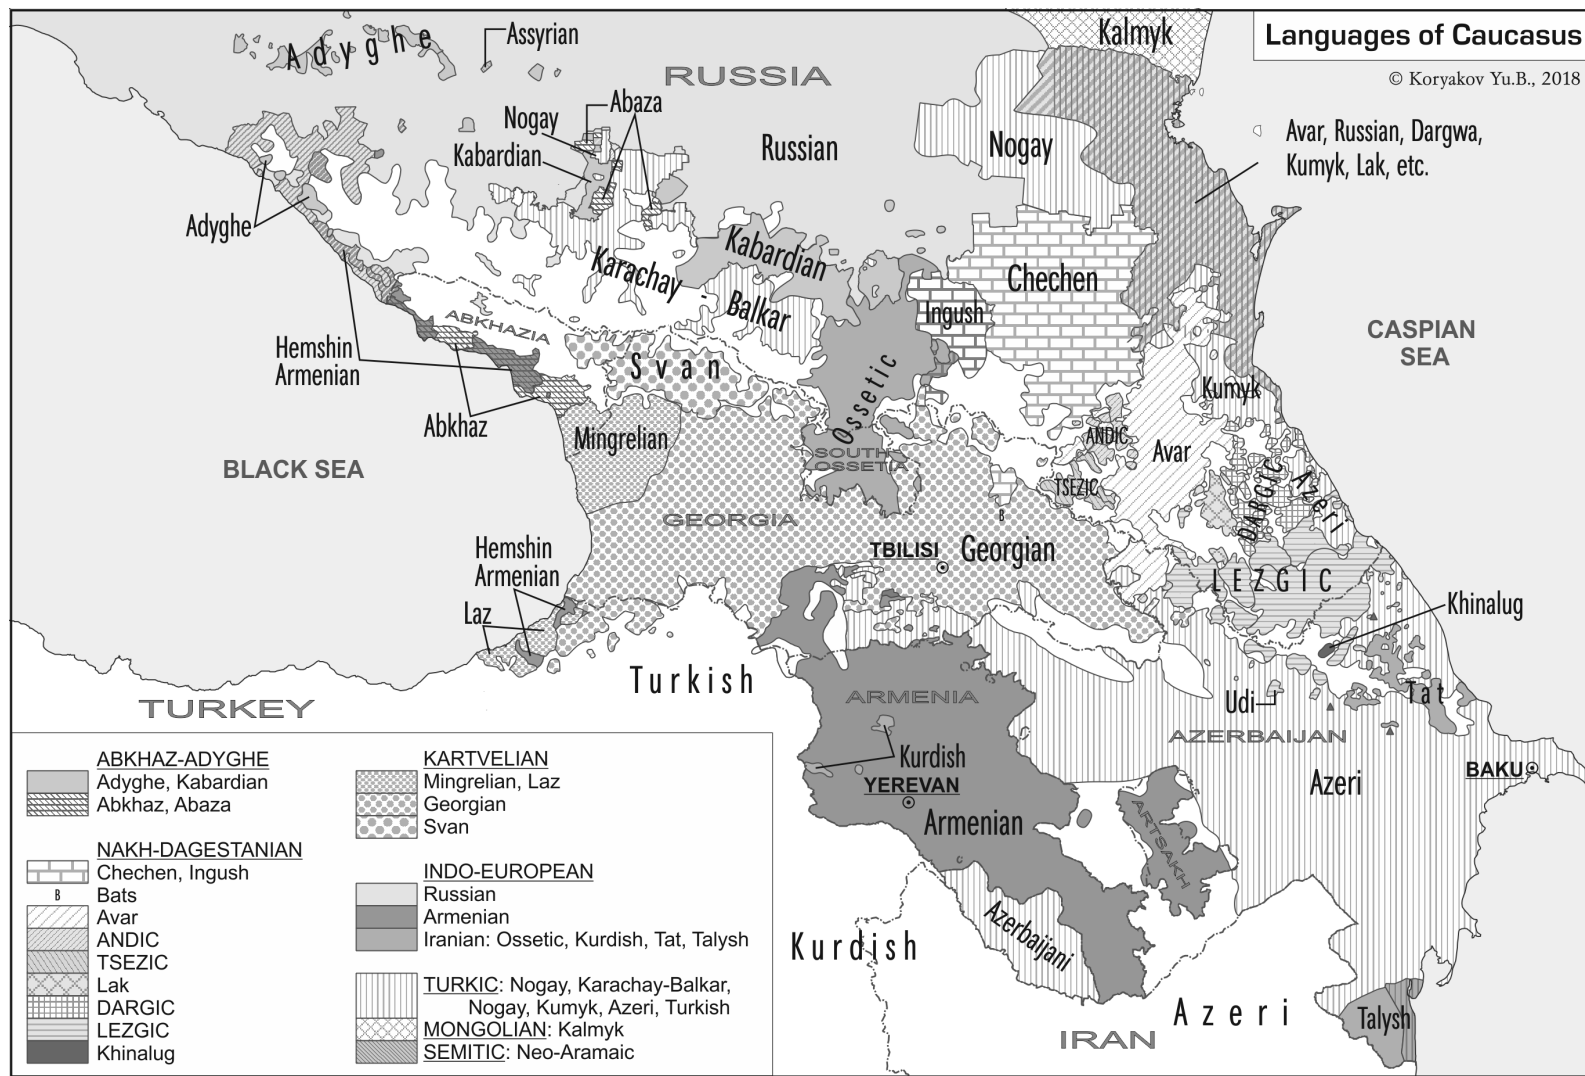 Languages of Caucasus
© Koryakov Yu.B., 2018
Adyghe
Assyrian
Kalmyk
RUSSIA
Abaza
Nogay
Kabardian
Russian
Nogay
Avar, Russian, Dargwa,
Kumyk, Lak, etc.
Adyghe
Karachay -
Balkar
Kabardian
Chechen
Ingush
ABKHAZIA
Hemshin
Armenian
Svan
Ossetic
CASPIAN
SEA
Kumyk
Abkhaz
Mingrelian
ANDIC
Avar
BLACK SEA
SOUTH
OSSETIA
TSEZIC
DARGIC
Azeri
B
GEORGIA
TBILISI
Georgian
Hemshin
Armenian
Laz
LEZGIC
Khinalug
Turkish
TURKEY
ARMENIA
Udi
Tat
AZERBAIJAN
Kurdish
YEREVAN
Armenian
ARTSAKH
Azeri
BAKU
Azerbaijani
Kurdish
Azeri
IRAN
Talysh
ABKHAZ-ADYGHE
Adyghe, Kabardian
Abkhaz, Abaza
NAKH-DAGESTANIAN
Chechen, Ingush
B Bats
Avar
ANDIC
TSEZIC
Lak
DARGIC
LEZGIC
Khinalug
KARTVELIAN
Mingrelian, Laz
Georgian
Svan
INDO-EUROPEAN
Russian
Armenian
Iranian: Ossetic, Kurdish, Tat, Talysh
TURKIC: Nogay, Karachay-Balkar,
Nogay, Kumyk, Azeri, Turkish
MONGOLIAN: Kalmyk
SEMITIC: Neo-Aramaic